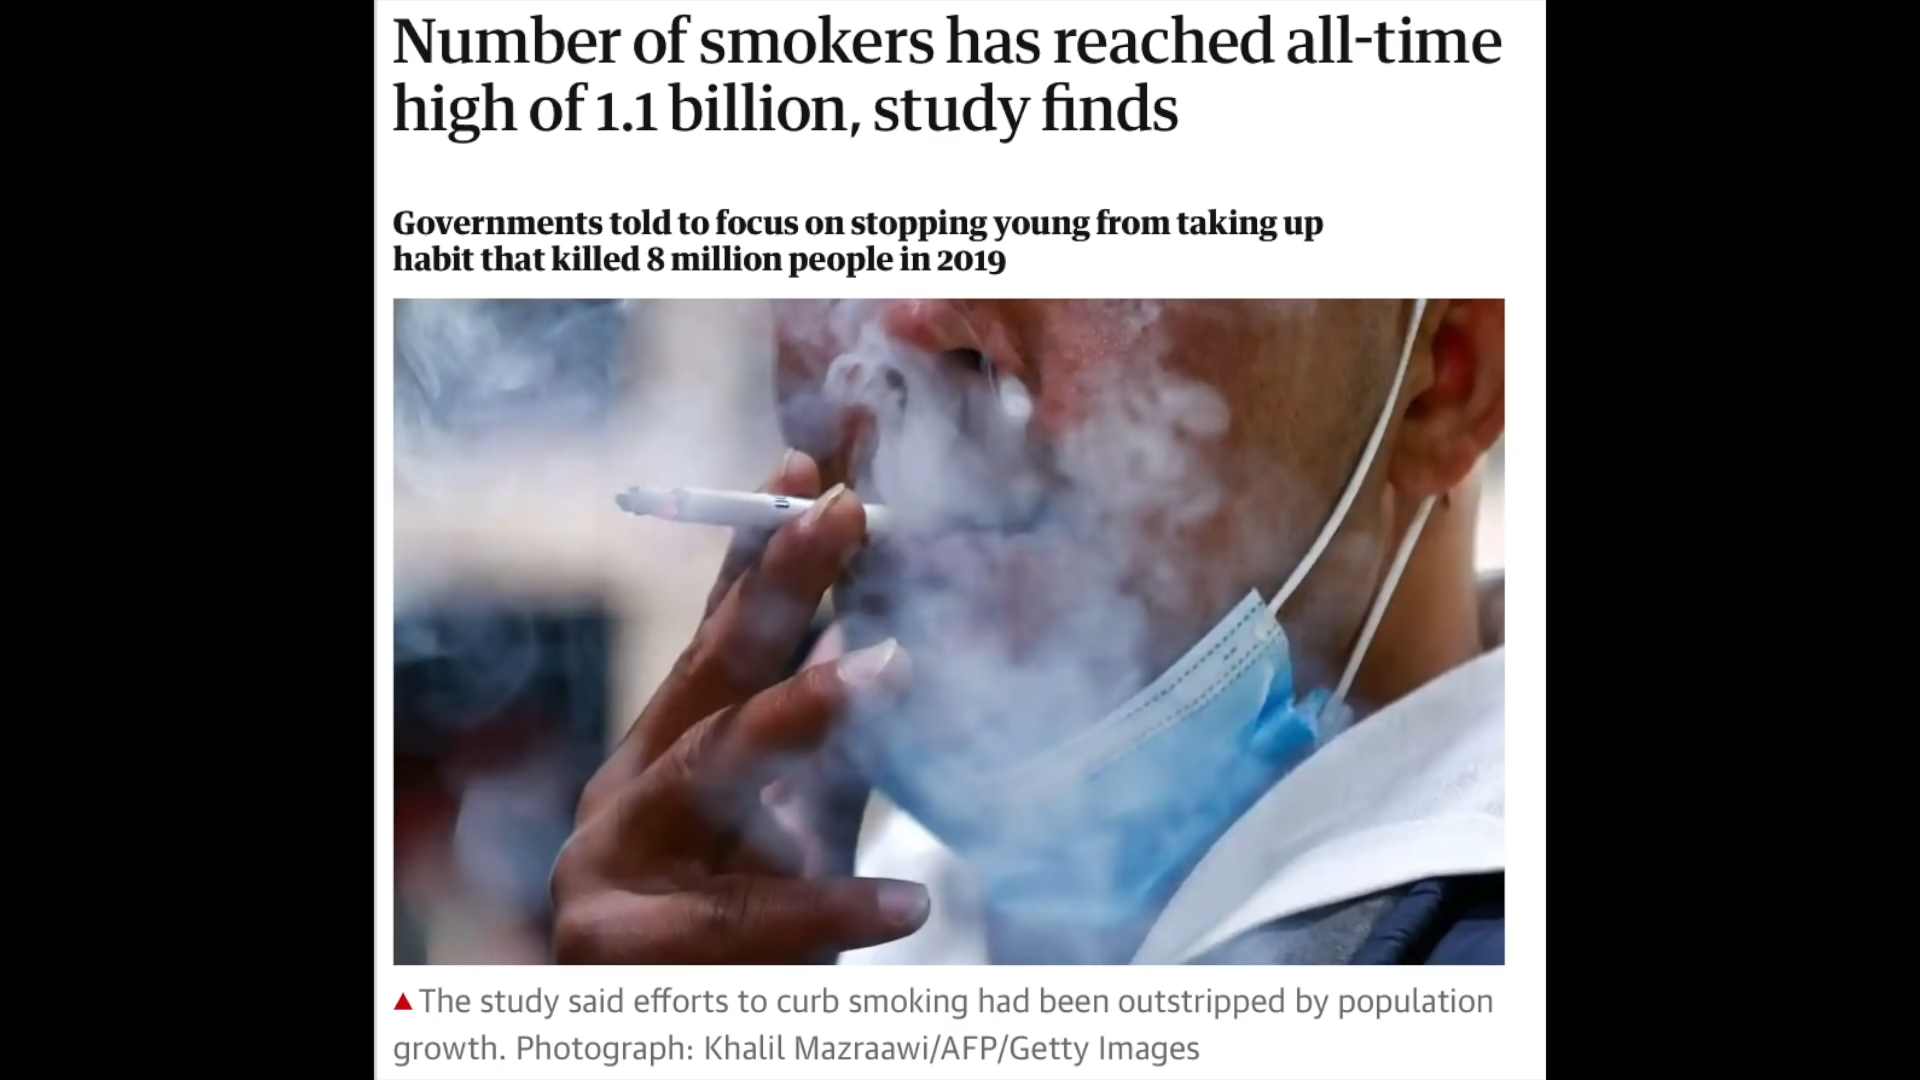 Number of smokers has reached all-time
high of 1.1 billion, study finds
Governments told to focus on stopping young from taking up
habit that killed 8 million people in 2019
The study said efforts to curb smoking had been outstripped by population
growth. Photograph: Khalil Mazraawi/AFP/Getty Images